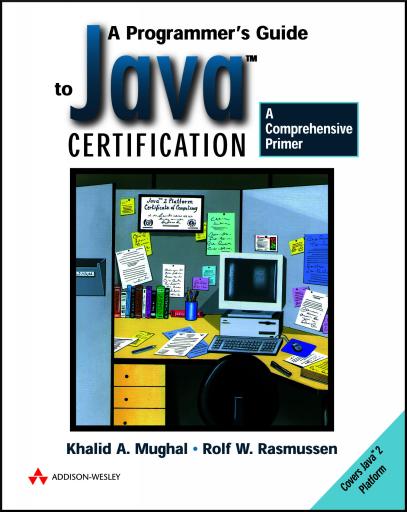 A Programmer's Guide
to Java™
CERTIFICATION
A
Comprehensive
Primer
Java™ 2 Platform
Certificate of Completion
Khalid A. Mughal • Rolf W. Rasmussen
ADDISON-WESLEY
Covers Java™ 2
Platform